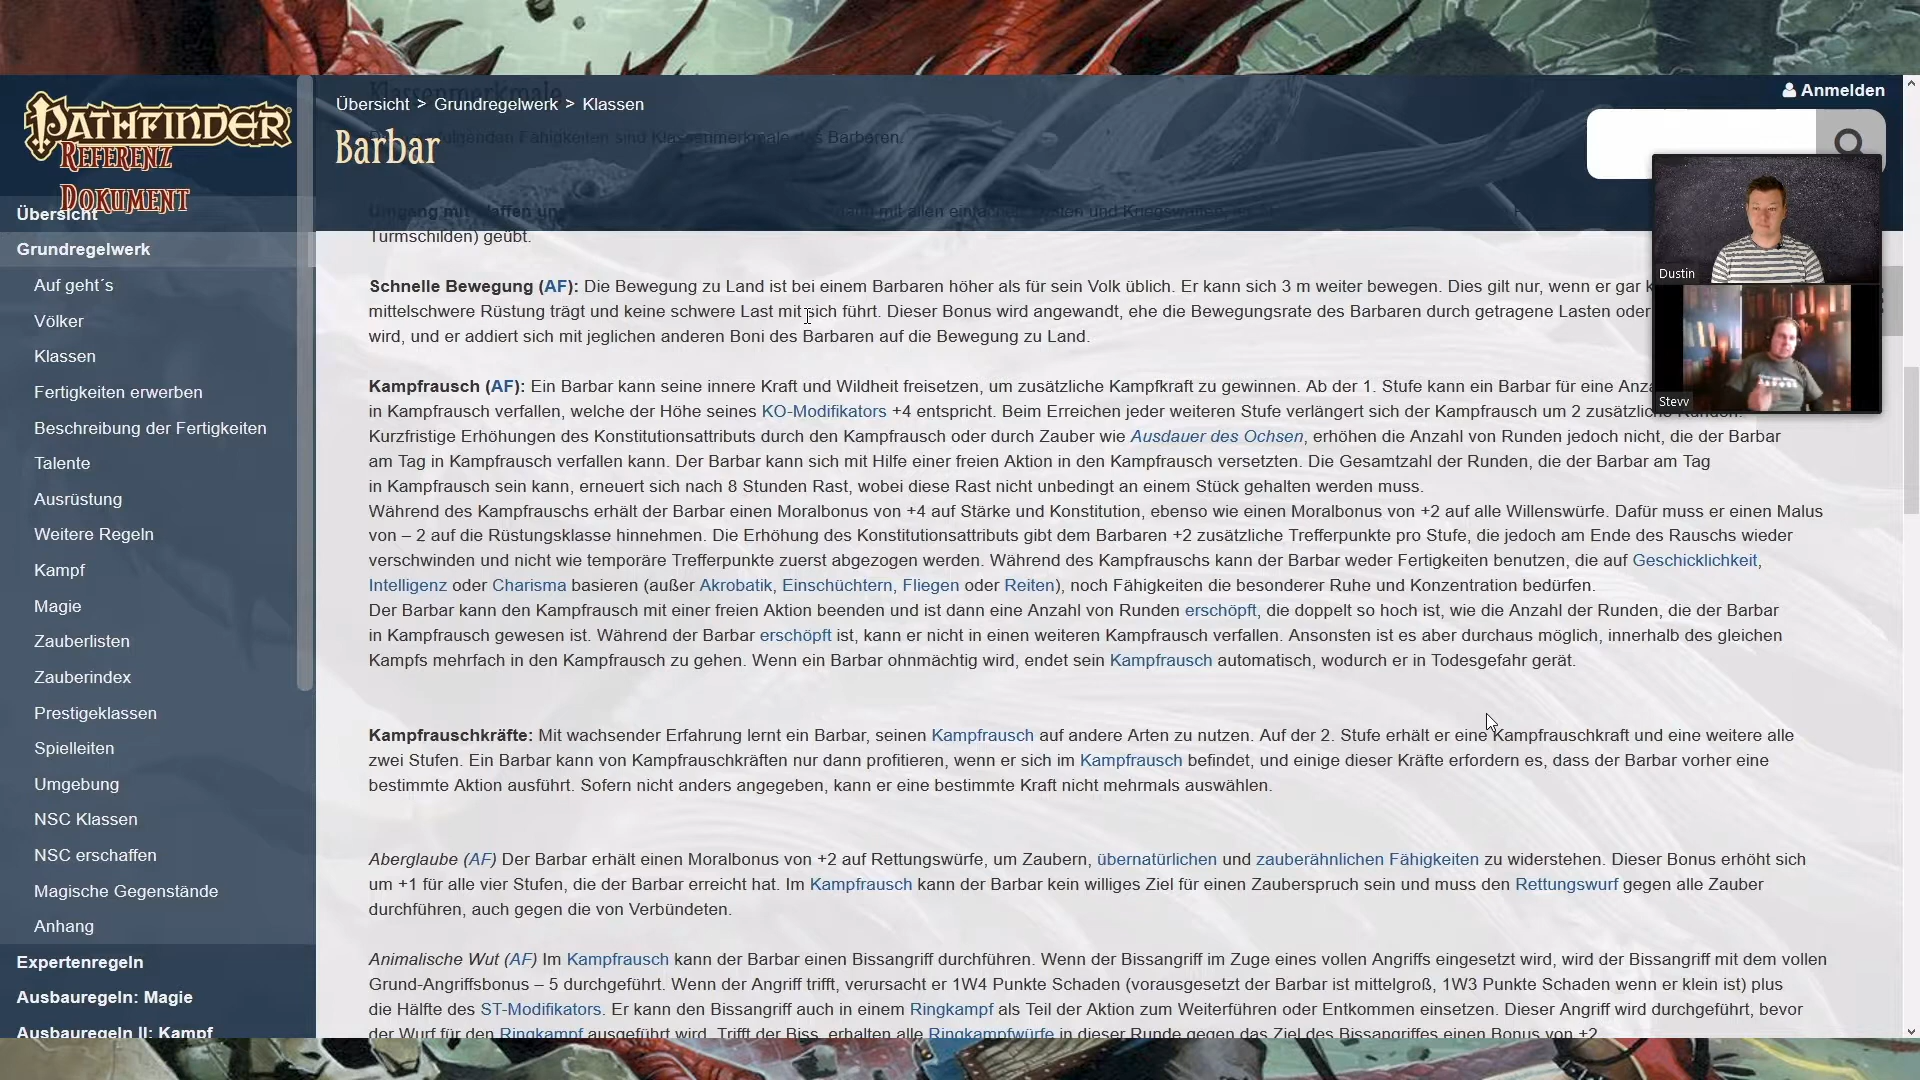 PATHFINDER
REFERENZ
DOKUMENT
Übersicht
Grundregelwerk
Auf geht´s
Völker
Klassen
Fertigkeiten erwerben
Beschreibung der Fertigkeiten
Talente
Ausrüstung
Weitere Regeln
Kampf
Magie
Zauberlisten
Zauberindex
Prestigeklassen
Spielleiten
Umgebung
NSC Klassen
NSC erschaffen
Magische Gegenstände
Anhang
Expertenregeln
Ausbauregeln: Magie
Ausbauregeln II: Kampf
Anmelden
Übersicht > Grundregelwerk > Klassen
Klassenmerkmale
Barbar
folgenden Fähigkeiten sind Klassenmerkmale des Barbaren.
Umgang mit Waffen un mit allen einfachen und Kriegswaffen
Turmschilden) geübt.
Schnelle Bewegung (AF): Die Bewegung zu Land ist bei einem Barbaren höher als für sein Volk üblich. Er kann sich 3 m weiter bewegen. Dies gilt nur, wenn er gar
mittelschwere Rüstung trägt und keine schwere Last mit sich führt. Dieser Bonus wird angewandt, ehe die Bewegungsrate des Barbaren durch getragene Lasten oder
wird, und er addiert sich mit jeglichen anderen Boni des Barbaren auf die Bewegung zu Land.
Kampfrausch (AF): Ein Barbar kann seine innere Kraft und Wildheit freisetzen, um zusätzliche Kampfkraft zu gewinnen. Ab der 1. Stufe kann ein Barbar für eine
in Kampfrausch verfallen, welche der Höhe seines KO-Modifikators +4 entspricht. Beim Erreichen jeder weiteren Stufe verlängert sich der Kampfrausch um 2 zusätzliche Runden.
Kurzfristige Erhöhungen des Konstitutionsattributs durch den Kampfrausch oder durch Zauber wie Ausdauer des Ochsen, erhöhen die Anzahl von Runden jedoch nicht, die der Barbar
am Tag in Kampfrausch verfallen kann. Der Barbar kann sich mit Hilfe einer freien Aktion in den Kampfrausch versetzten. Die Gesamtzahl der Runden, die der Barbar am Tag
in Kampfrausch sein kann, erneuert sich nach 8 Stunden Rast, wobei diese Rast nicht unbedingt an einem Stück gehalten werden muss.
Während des Kampfrauschs erhält der Barbar einen Moralbonus von +4 auf Stärke und Konstitution, ebenso wie einen Moralbonus von +2 auf alle Willenswürfe. Dafür muss er einen Malus
von – 2 auf die Rüstungsklasse hinnehmen. Die Erhöhung des Konstitutionsattributs gibt dem Barbaren +2 zusätzliche Trefferpunkte pro Stufe, die jedoch am Ende des Rauschs wieder
verschwinden und nicht wie temporäre Trefferpunkte zuerst abgezogen werden. Während des Kampfrauschs kann der Barbar weder Fertigkeiten benutzen, die auf Geschicklichkeit,
Intelligenz oder Charisma basieren (außer Akrobatik, Einschüchtern, Fliegen oder Reiten), noch Fähigkeiten die besonderer Ruhe und Konzentration bedürfen.
Der Barbar kann den Kampfrausch mit einer freien Aktion beenden und ist dann eine Anzahl von Runden erschöpft, die doppelt so hoch ist, wie die Anzahl der Runden, die der Barbar
in Kampfrausch gewesen ist. Während der Barbar erschöpft ist, kann er nicht in einen weiteren Kampfrausch verfallen. Ansonsten ist es aber durchaus möglich, innerhalb des gleichen
Kampfs mehrfach in den Kampfrausch zu gehen. Wenn ein Barbar ohnmächtig wird, endet sein Kampfrausch automatisch, wodurch er in Todesgefahr gerät.
Kampfrauschkräfte: Mit wachsender Erfahrung lernt ein Barbar, seinen Kampfrausch auf andere Arten zu nutzen. Auf der 2. Stufe erhält er eine Kampfrauschkraft und eine weitere alle
zwei Stufen. Ein Barbar kann von Kampfrauschkräften nur dann profitieren, wenn er sich im Kampfrausch befindet, und einige dieser Kräfte erfordern es, dass der Barbar vorher eine
bestimmte Aktion ausführt. Sofern nicht anders angegeben, kann er eine bestimmte Kraft nicht mehrmals auswählen.
Aberglaube (AF) Der Barbar erhält einen Moralbonus von +2 auf Rettungswürfe, um Zaubern, übernatürlichen und zauberähnlichen Fähigkeiten zu widerstehen. Dieser Bonus erhöht sich
um +1 für alle vier Stufen, die der Barbar erreicht hat. Im Kampfrausch kann der Barbar kein williges Ziel für einen Zauberspruch sein und muss den Rettungswurf gegen alle Zauber
durchführen, auch gegen die von Verbündeten.
Animalische Wut (AF) Im Kampfrausch kann der Barbar einen Bissangriff durchführen. Wenn der Bissangriff im Zuge eines vollen Angriffs eingesetzt wird, wird der Bissangriff mit dem vollen
Grund-Angriffsbonus – 5 durchgeführt. Wenn der Angriff trifft, verursacht er 1W4 Punkte Schaden (vorausgesetzt der Barbar ist mittelgroß, 1W3 Punkte Schaden wenn er klein ist) plus
die Hälfte des ST-Modifikators. Er kann den Bissangriff auch in einem Ringkampf als Teil der Aktion zum Weiterführen oder Entkommen einsetzen. Dieser Angriff wird durchgeführt, bevor
der Wurf für den Ringkampf ausgeführt wird. Trifft der Biss, erhalten alle Ringkampfwürfe in dieser Runde gegen das Ziel des Bissangriffes einen Bonus von +2
Dustin
Stevv